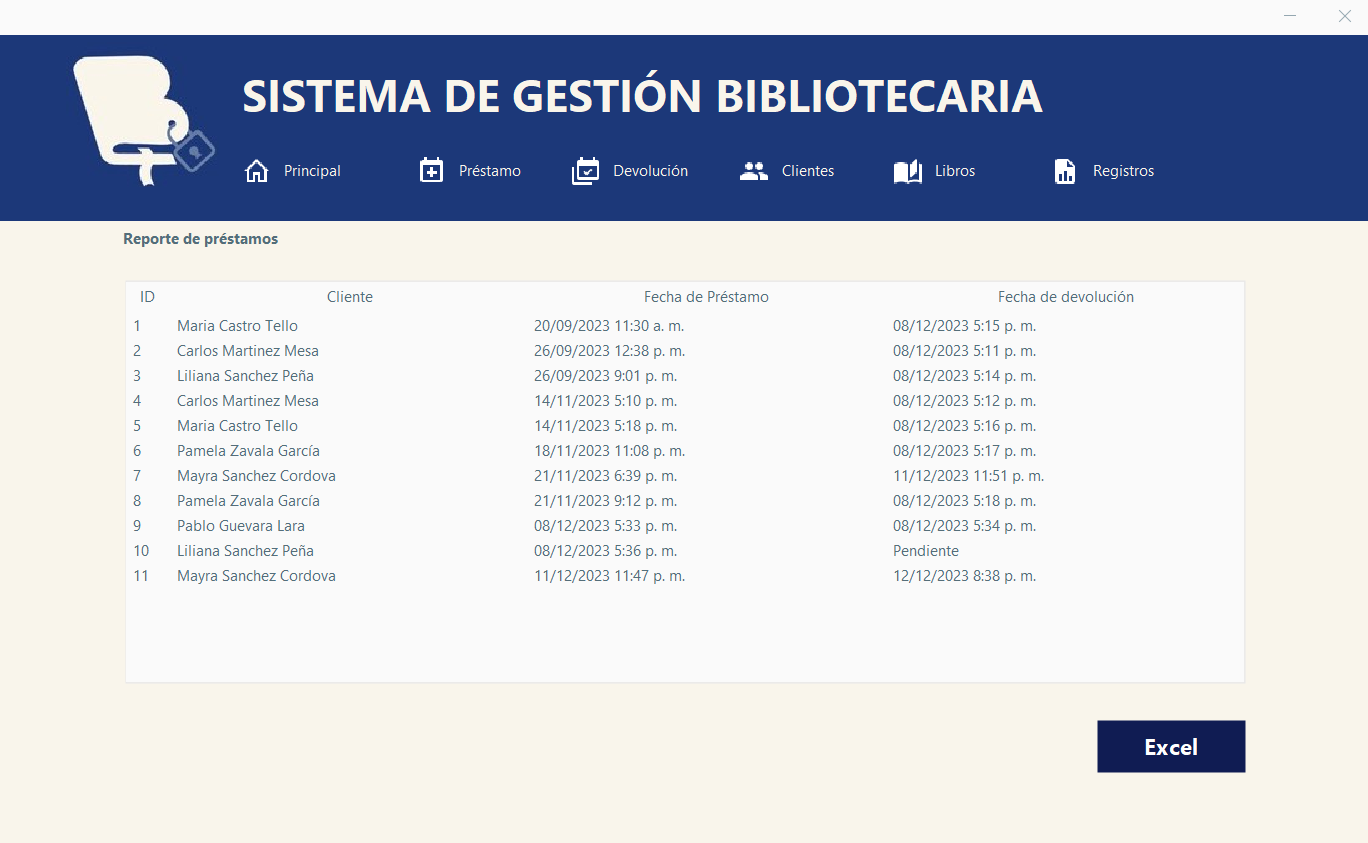 SISTEMA DE GESTIÓN BIBLIOTECARIA
Principal Préstamo Devolución Clientes Libros Registros
Reporte de préstamos
ID Cliente Fecha de Préstamo Fecha de devolución
1 Maria Castro Tello 20/09/2023 11:30 a. m. 08/12/2023 5:15 p. m.
2 Carlos Martinez Mesa 26/09/2023 12:38 p. m. 08/12/2023 5:11 p. m.
3 Liliana Sanchez Peña 26/09/2023 9:01 p. m. 08/12/2023 5:14 p. m.
4 Carlos Martinez Mesa 14/11/2023 5:10 p. m. 08/12/2023 5:12 p. m.
5 Maria Castro Tello 14/11/2023 5:18 p. m. 08/12/2023 5:16 p. m.
6 Pamela Zavala García 18/11/2023 11:08 p. m. 08/12/2023 5:17 p. m.
7 Mayra Sanchez Cordova 21/11/2023 6:39 p. m. 11/12/2023 11:51 p. m.
8 Pamela Zavala García 21/11/2023 9:12 p. m. 08/12/2023 5:18 p. m.
9 Pablo Guevara Lara 08/12/2023 5:33 p. m. 08/12/2023 5:34 p. m.
10 Liliana Sanchez Peña 08/12/2023 5:36 p. m. Pendiente
11 Mayra Sanchez Cordova 11/12/2023 11:47 p. m. 12/12/2023 8:38 p. m.
Excel